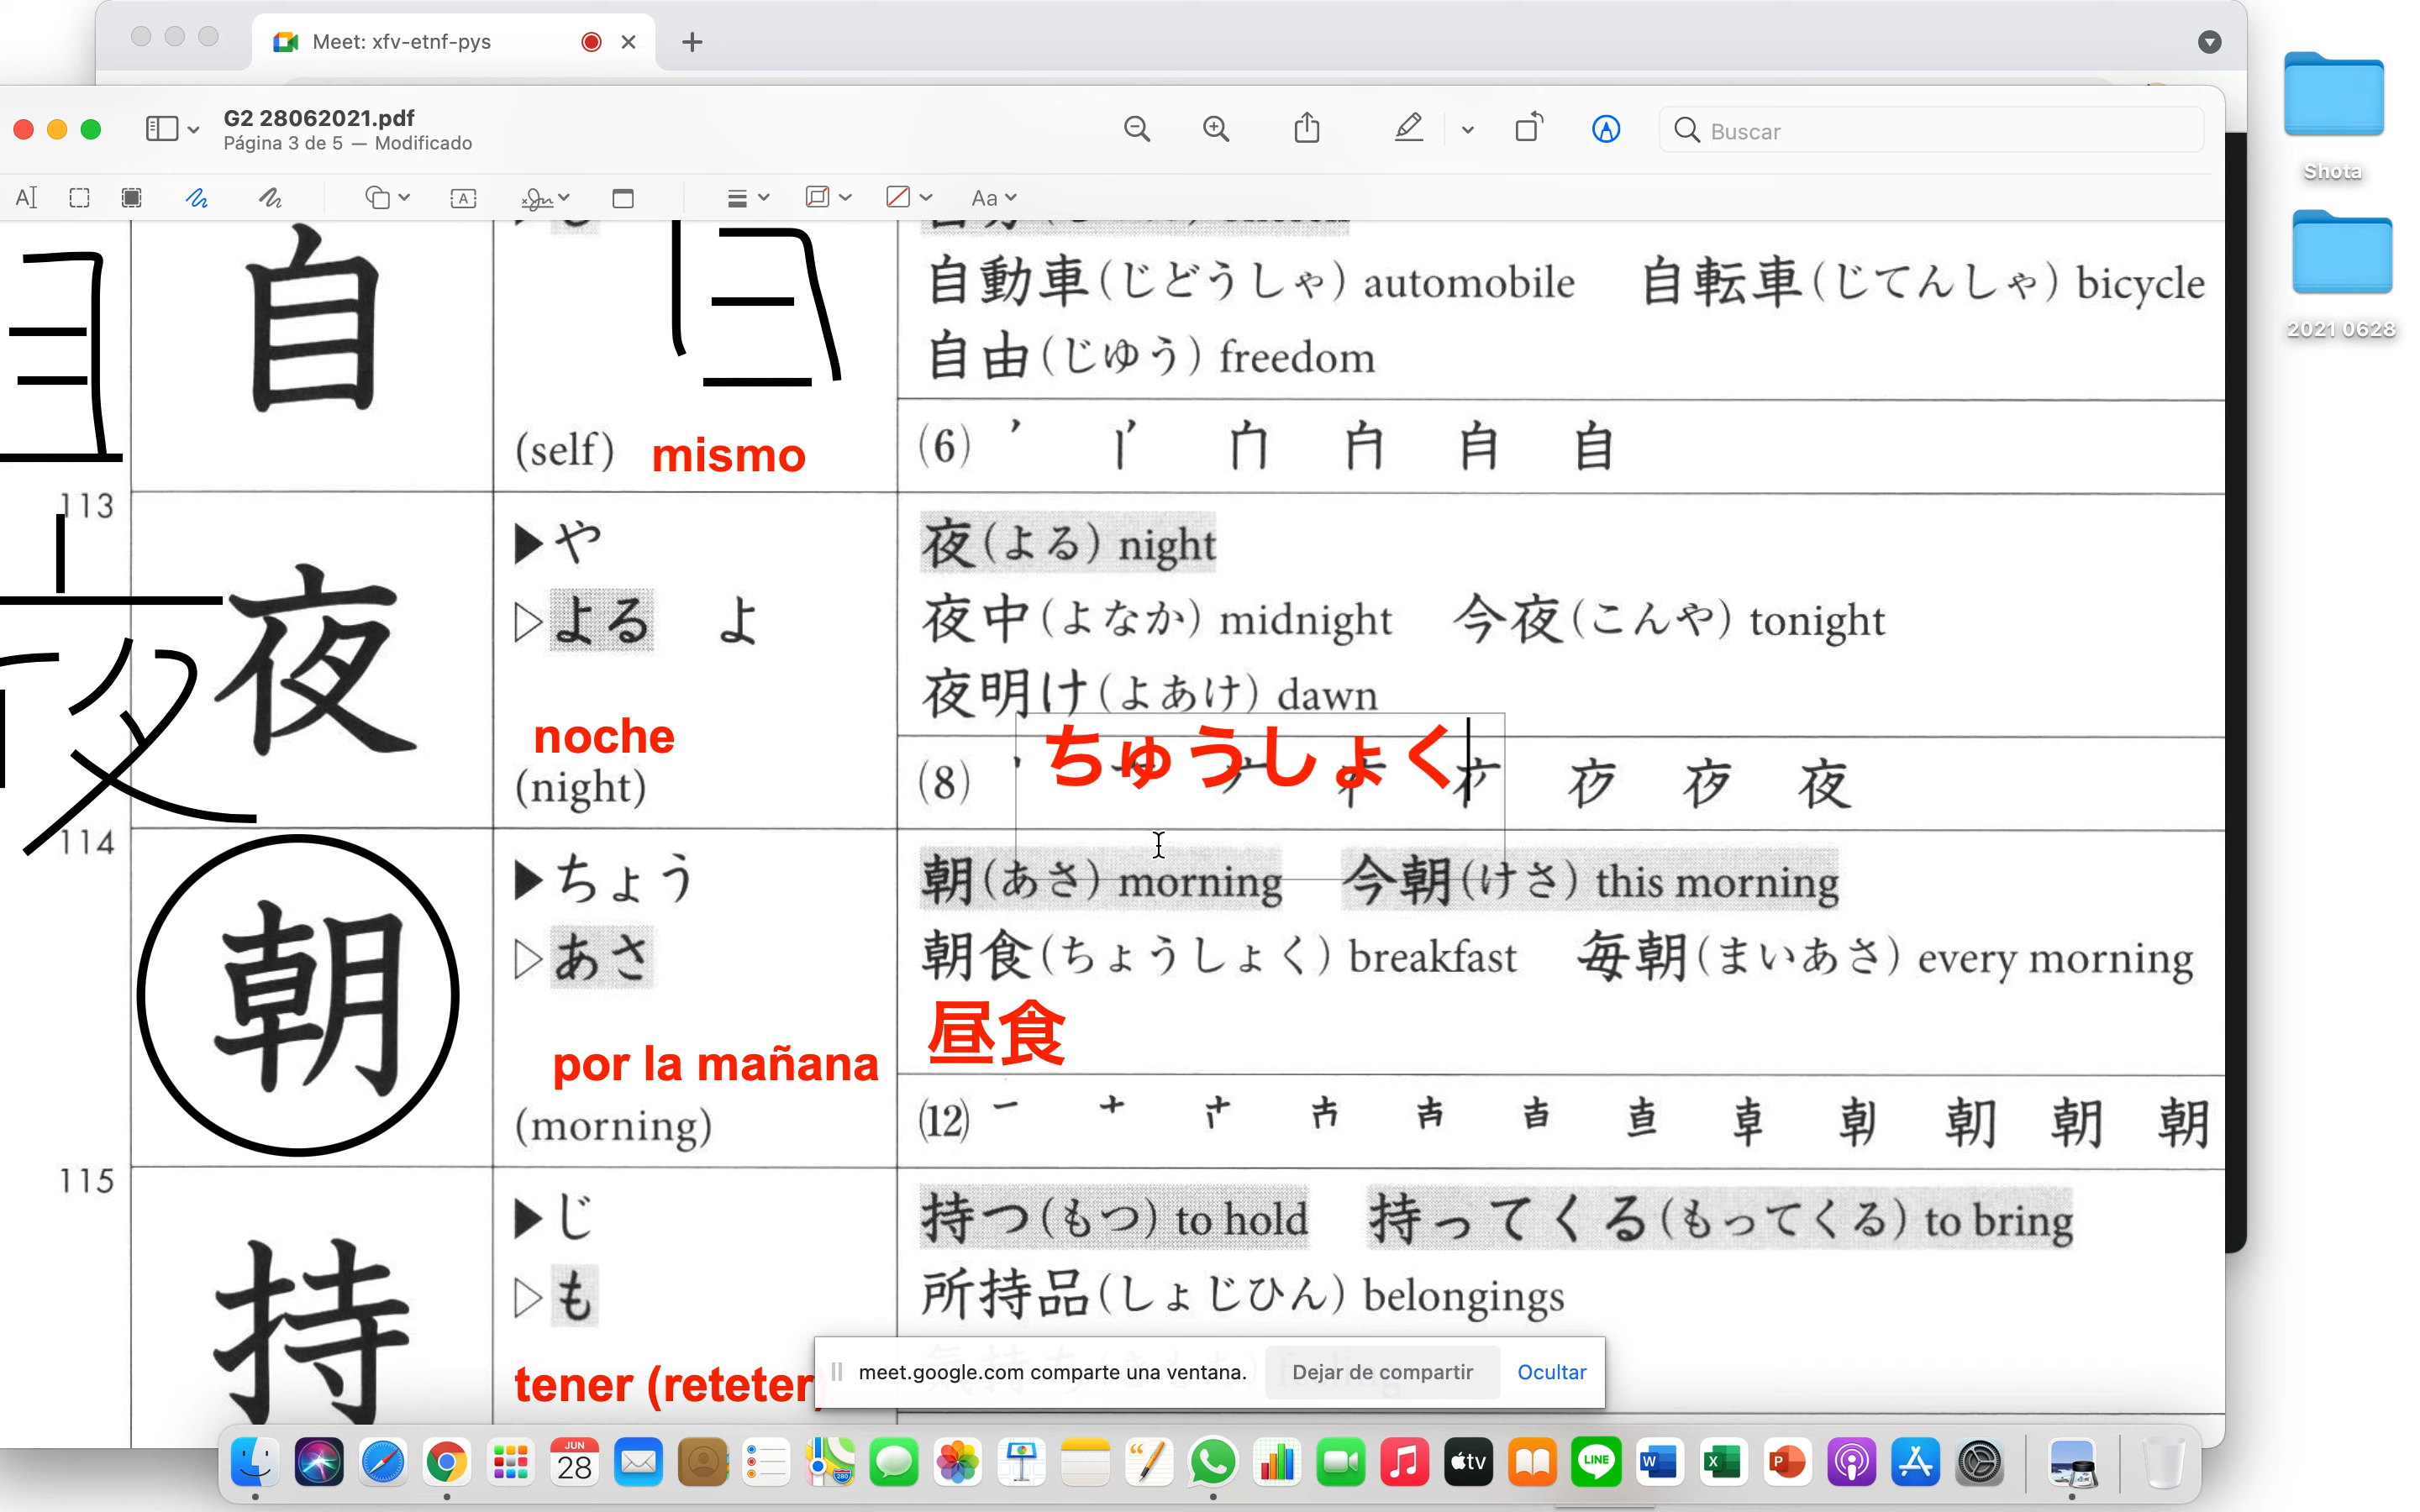 Meet: xfv-etnf-pys
G2 28062021.pdf
Página 3 de 5 — Modificado
Buscar
Shota
2021 0628
自
(self) mismo
自動車(じどうしゃ) automobile 自転車(じてんしゃ) bicycle
自由(じゆう) freedom
(6)
113
夜
▶や
▷よる よ
noche
(night)
夜(よる) night
夜中(よなか) midnight 今夜(こんや) tonight
夜明け(よあけ) dawn
ちゅうしょく
(8)
114
朝
▶ちょう
▷あさ
por la mañana
(morning)
朝(あさ) morning 今朝(けさ) this morning
朝食(ちょうしょく) breakfast 毎朝(まいあさ) every morning
昼食
(12)
115
持
▶じ
▷も
tener (reteter)
持つ(もつ) to hold 持ってくる(もってくる) to bring
所持品(しょじひん) belongings
meet.google.com comparte una ventana. Dejar de compartir Ocultar
JUN
28
tv
LINE